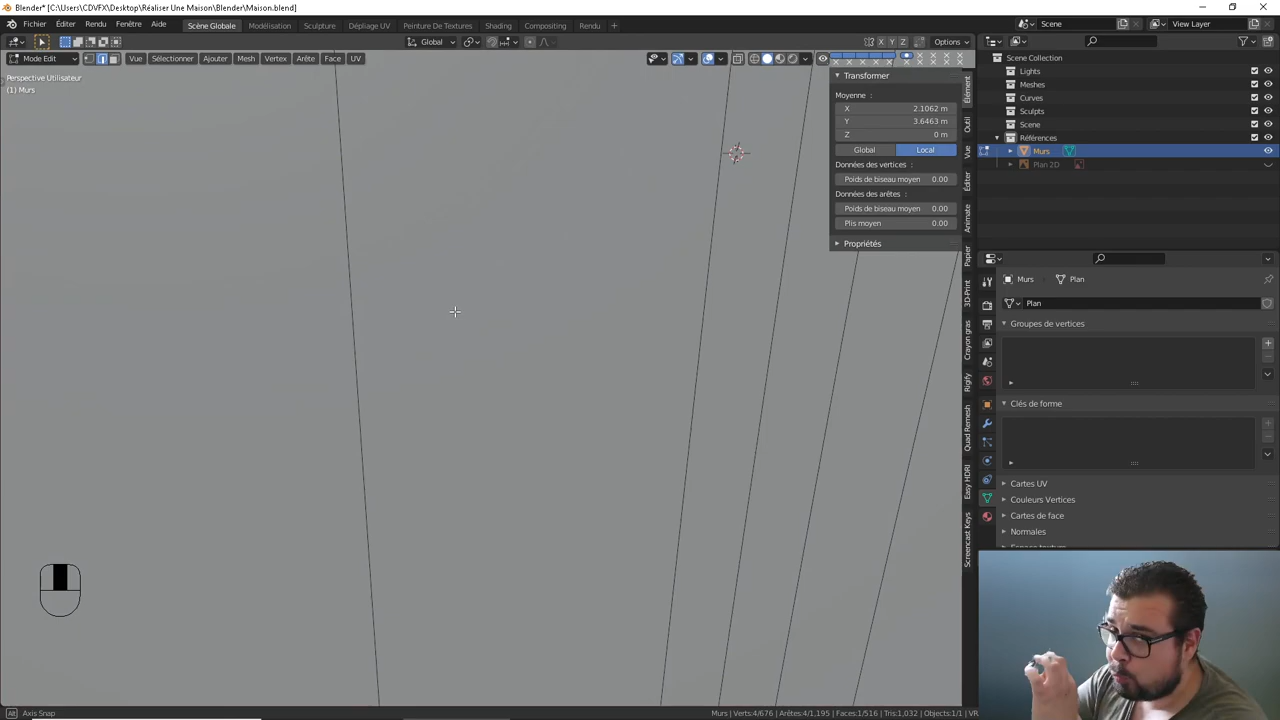 Blender* [C:\Users\CDVFX\Desktop\Réaliser Une Maison\Blender\Maison.blend]
Fichier Éditer Rendu Fenêtre Aide
Scène Globale Modélisation Sculpture Dépliage UV Peinture De Textures Shading Compositing Rendu +
Scene View Layer
Global X Y Z Options
Mode Edit Vue Sélectionner Ajouter Mesh Vertex Arête Face UV
Perspective Utilisateur
(1) Murs
Transformer
Moyenne :
X 2.1062 m
Y 3.6463 m
Z 0 m
Global Local
Données des vertices :
Poids de biseau moyen 0.00
Données des arêtes :
Poids de biseau moyen 0.00
Plis moyen 0.00
Propriétés
Élément
Outil
Vue
Éditer
Animate
Papier
3D-Print
Crayon gras
Rigify
Quad Remesh
Easy HDRI
Screencast Keys
Scene Collection
Lights
Meshes
Curves
Sculpts
Scene
Références
Murs
Plan 2D
Murs Plan
Plan
Groupes de vertices
Clés de forme
Cartes UV
Couleurs Vertices
Cartes de face
Normales
Alt Axis Snap
Murs | Verts:4/676 | Arêtes:4/1,195 | Faces:1/516 | Tris:1,032 | Objects:1/1 | VR